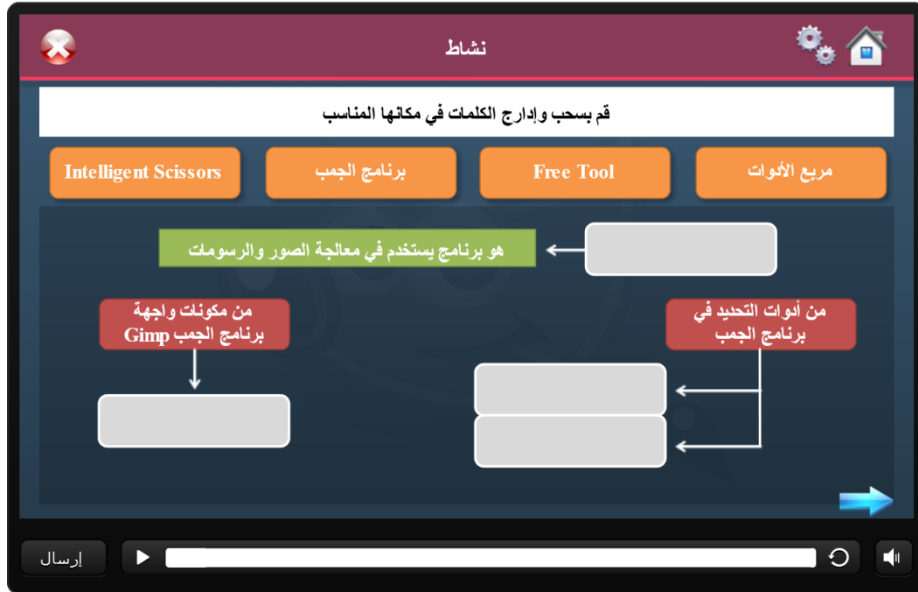 نشاط
قم بسحب وإدارج الكلمات في مكانها المناسب
مربع الأدوات
Free Tool
برنامج الجمب
Intelligent Scissors
هو برنامج يستخدم في معالجة الصور والرسومات
من أدوات التحديد في
برنامج الجمب
من مكونات واجهة
برنامج الجمب Gimp
إرسال